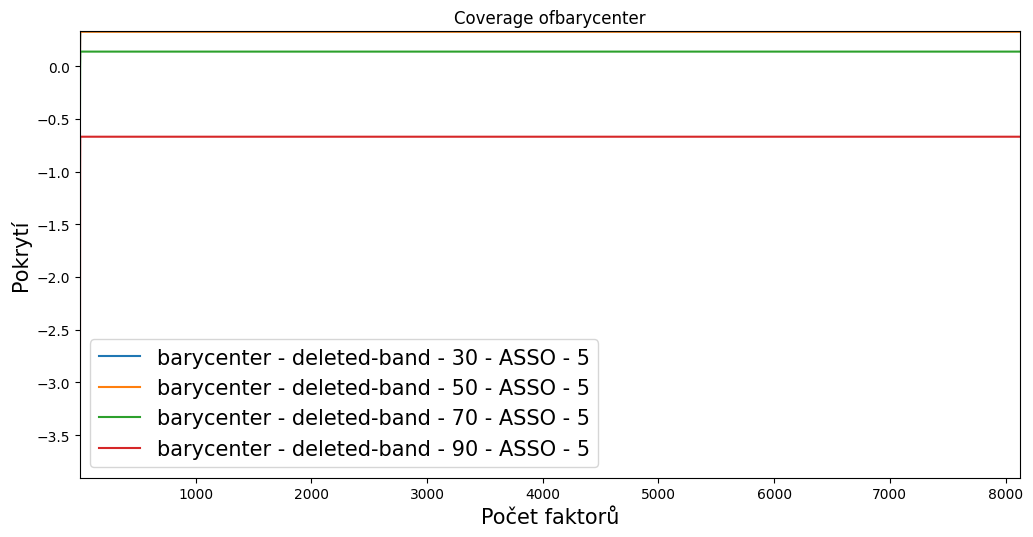 Coverage ofbarycenter
0.0
−0.5
−1.0
−1.5
−2.0
−2.5
−3.0
−3.5
Pokrytí
barycenter - deleted-band - 30 - ASSO - 5
barycenter - deleted-band - 50 - ASSO - 5
barycenter - deleted-band - 70 - ASSO - 5
barycenter - deleted-band - 90 - ASSO - 5
1000 2000 3000 4000 5000 6000 7000 8000
Počet faktorů